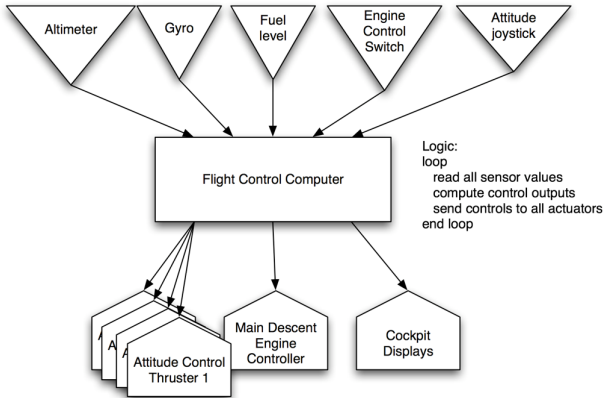 Altimeter
Gyro
Fuel
level
Engine
Control
Switch
Attitude
joystick
Flight Control Computer
Logic:
loop
read all sensor values
compute control outputs
send controls to all actuators
end loop
A
A
A
Attitude Control
Thruster 1
Main Descent
Engine
Controller
Cockpit
Displays